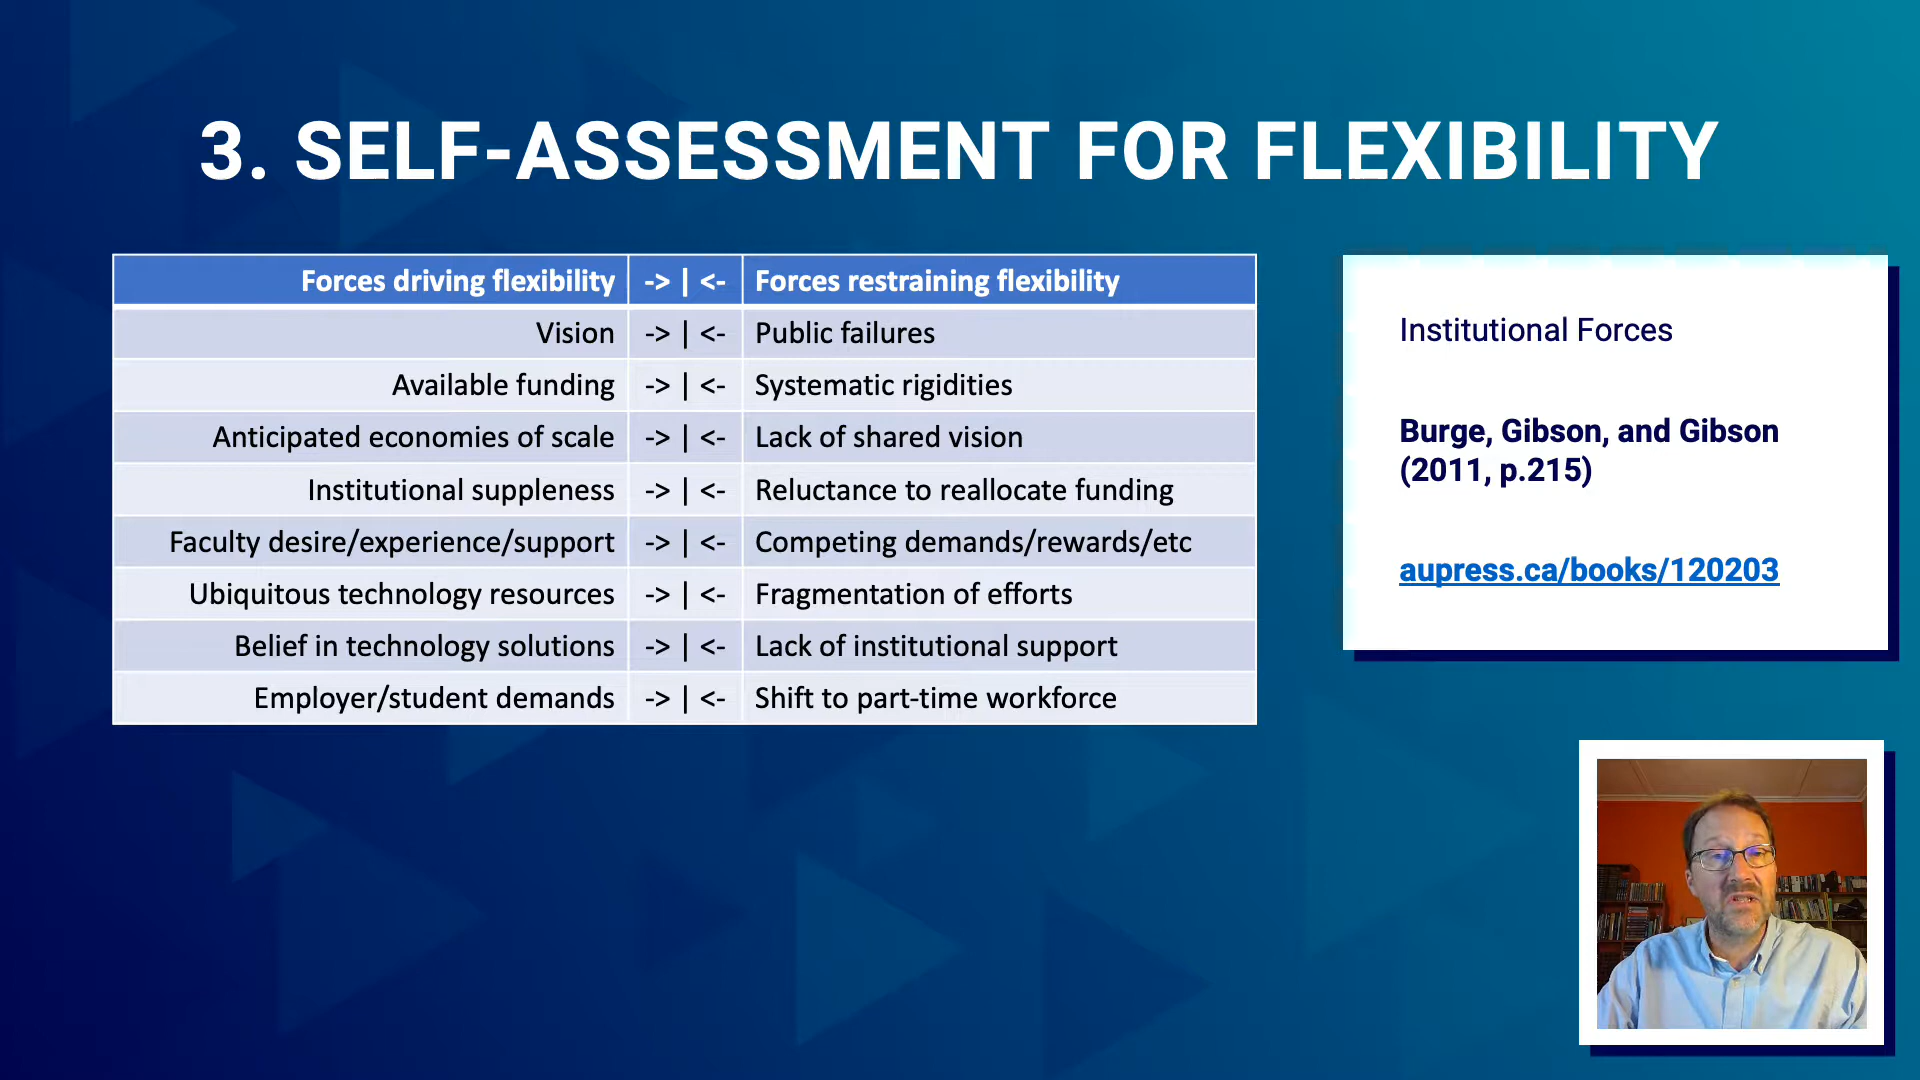 3. SELF-ASSESSMENT FOR FLEXIBILITY
Forces driving flexibility -> | <- Forces restraining flexibility
Vision -> | <- Public failures
Available funding -> | <- Systematic rigidities
Anticipated economies of scale -> | <- Lack of shared vision
Institutional suppleness -> | <- Reluctance to reallocate funding
Faculty desire/experience/support -> | <- Competing demands/rewards/etc
Ubiquitous technology resources -> | <- Fragmentation of efforts
Belief in technology solutions -> | <- Lack of institutional support
Employer/student demands -> | <- Shift to part-time workforce
Institutional Forces
Burge, Gibson, and Gibson
(2011, p.215)
aupress.ca/books/120203